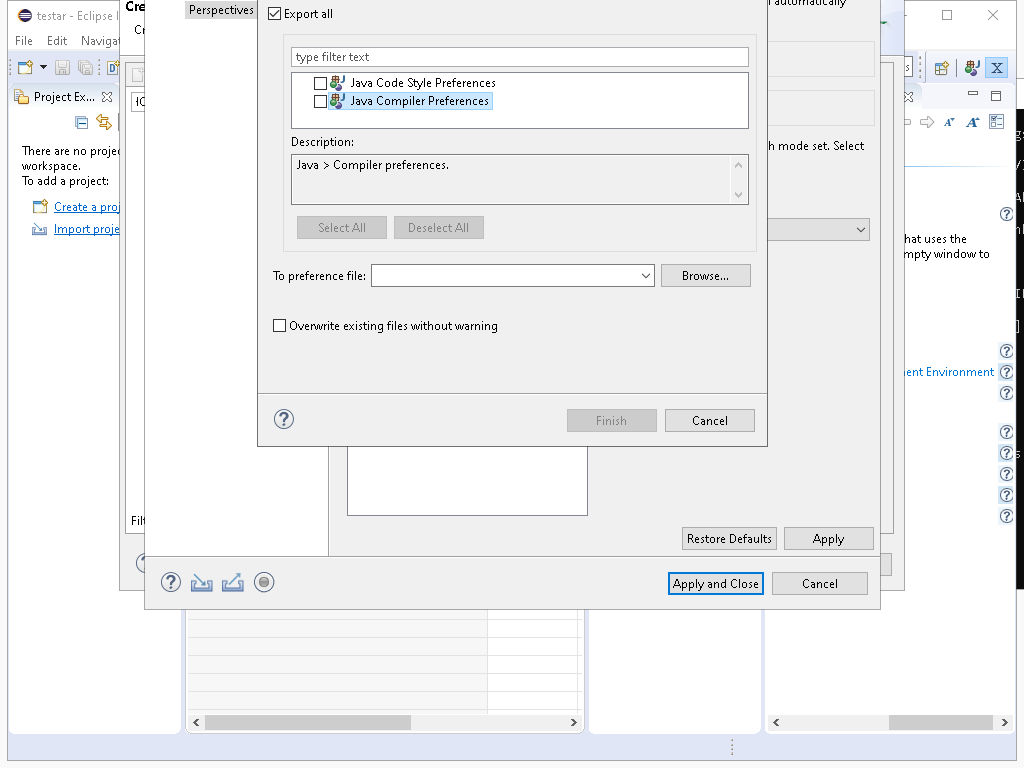 testar - Eclipse I
File Edit Navigat
Project Ex...
There are no proje
workspace.
To add a project:
Create a proj
Import proje
Cre
Cr
Filt
Perspectives
Export all
type filter text
Java Code Style Preferences
Java Compiler Preferences
Description:
Java > Compiler preferences.
Select All Deselect All
To preference file: Browse...
Overwrite existing files without warning
Finish Cancel
automatically
h mode set. Select
hat uses the
mpty window to
ent Environment
Restore Defaults Apply
Apply and Close Cancel